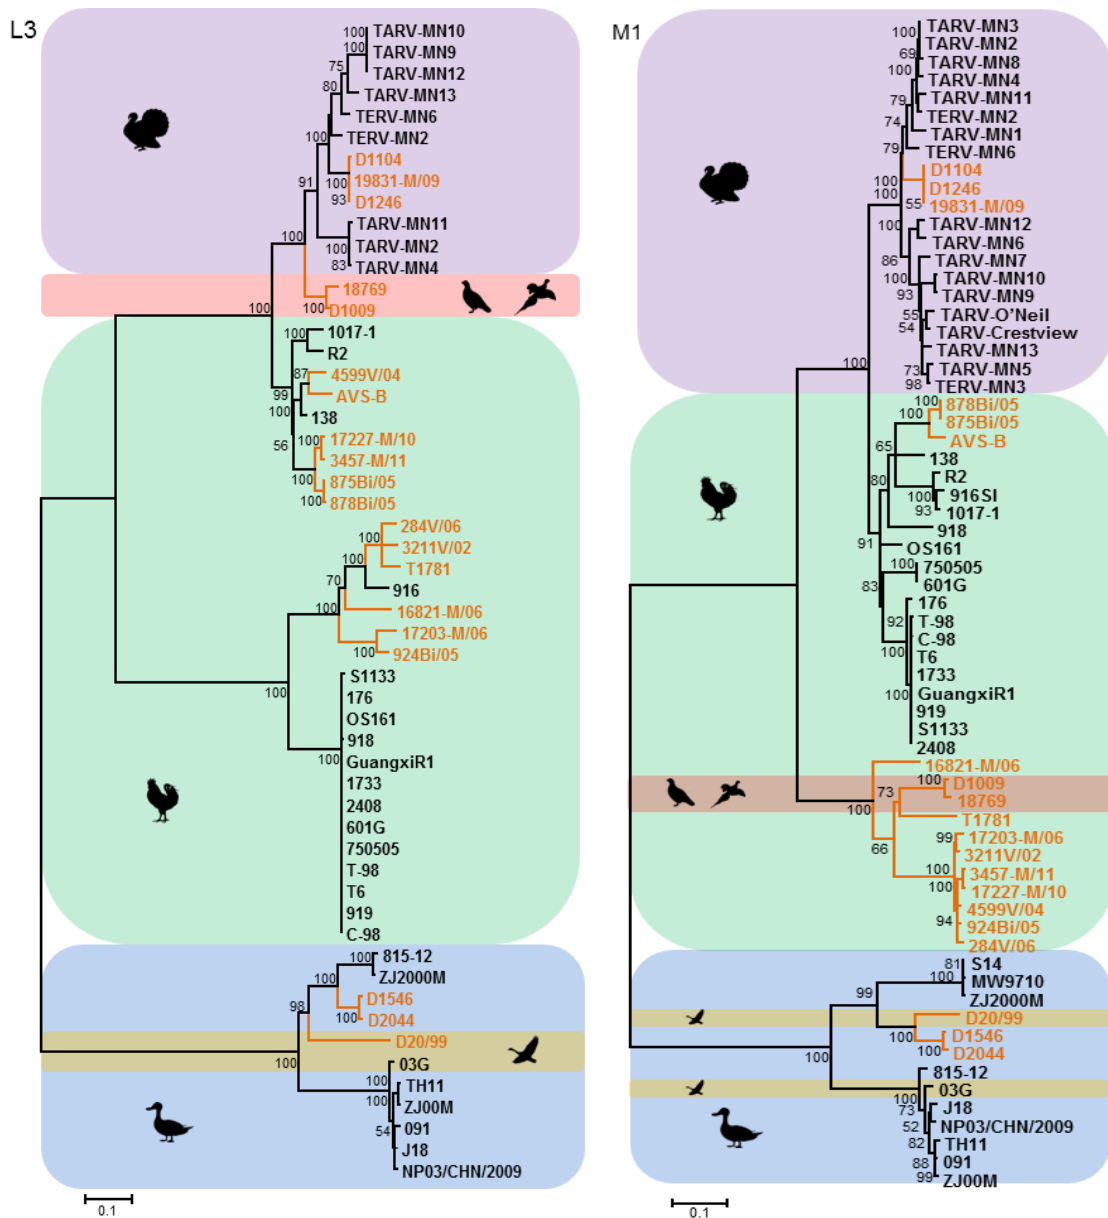 L3
TARV-MN10
100
TARV-MN9
100
75
TARV-MN12
80
TARV-MN13
TERV-MN6
100
TERV-MN2
D1104
91
100
19831-M/09
93
D1246
TARV-MN11
100
TARV-MN2
100
83
TARV-MN4
18769
100
100
D1009
100
1017-1
R2
87
4599V/04
99
AVS-B
100
138
56
100
17227-M/10
3457-M/11
100
875Bi/05
100
878Bi/05
284V/06
100
3211V/02
100
T1781
70
916
100
16821-M/06
17203-M/06
100
924Bi/05
S1133
100
176
OS161
918
100
GuangxiR1
1733
2408
601G
750505
T-98
T6
919
C-98
815-12
100
ZJ2000M
100
D1546
98
100
D2044
D20/99
03G
100
100
TH11
100
ZJ00M
091
54
J18
NP03/CHN/2009
0.1
M1
TARV-MN3
100
TARV-MN2
69
TARV-MN8
100
TARV-MN4
79
TARV-MN11
TERV-MN2
74
TARV-MN1
79
TERV-MN6
D1104
100
D1246
100
55
19831-M/09
TARV-MN12
TARV-MN6
86
TARV-MN7
100
TARV-MN10
93
TARV-MN9
55
TARV-O'Neil
54
TARV-Crestview
TARV-MN13
100
73
TARV-MN5
98
TERV-MN3
100
878Bi/05
100
875Bi/05
AVS-B
65
138
80
R2
100
916SI
93
1017-1
918
91
OS161
100
750505
83
601G
176
92
T-98
C-98
100
T6
1733
100
GuangxiR1
919
S1133
2408
16821-M/06
100
D1009
73
18769
100
T1781
99
17203-M/06
66
3211V/02
100
3457-M/11
100
17227-M/10
4599V/04
94
924Bi/05
284V/06
81
S14
100
MW9710
99
ZJ2000M
D20/99
D1546
100
100
D2044
100
815-12
03G
100
73
J18
52
NP03/CHN/2009
82
TH11
88
091
99
ZJ00M
0.1